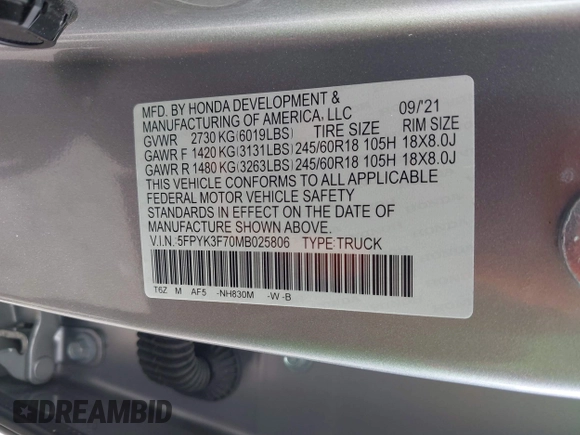 MFD. BY HONDA DEVELOPMENT & 09/'21
MANUFACTURING OF AMERICA, LLC
GVWR 2730 KG(6019LBS) TIRE SIZE RIM SIZE
GAWR F 1420 KG(3131LBS) 245/60R18 105H 18X8.0J
GAWR R 1480 KG(3263LBS) 245/60R18 105H 18X8.0J
THIS VEHICLE CONFORMS TO ALL APPLICABLE
FEDERAL MOTOR VEHICLE SAFETY
STANDARDS IN EFFECT ON THE DATE OF
MANUFACTURE SHOWN ABOVE.
V.I.N. 5FPYK3F70MB025806 TYPE:TRUCK
T6Z M AF5 -NH830M -W -B
DREAMBID